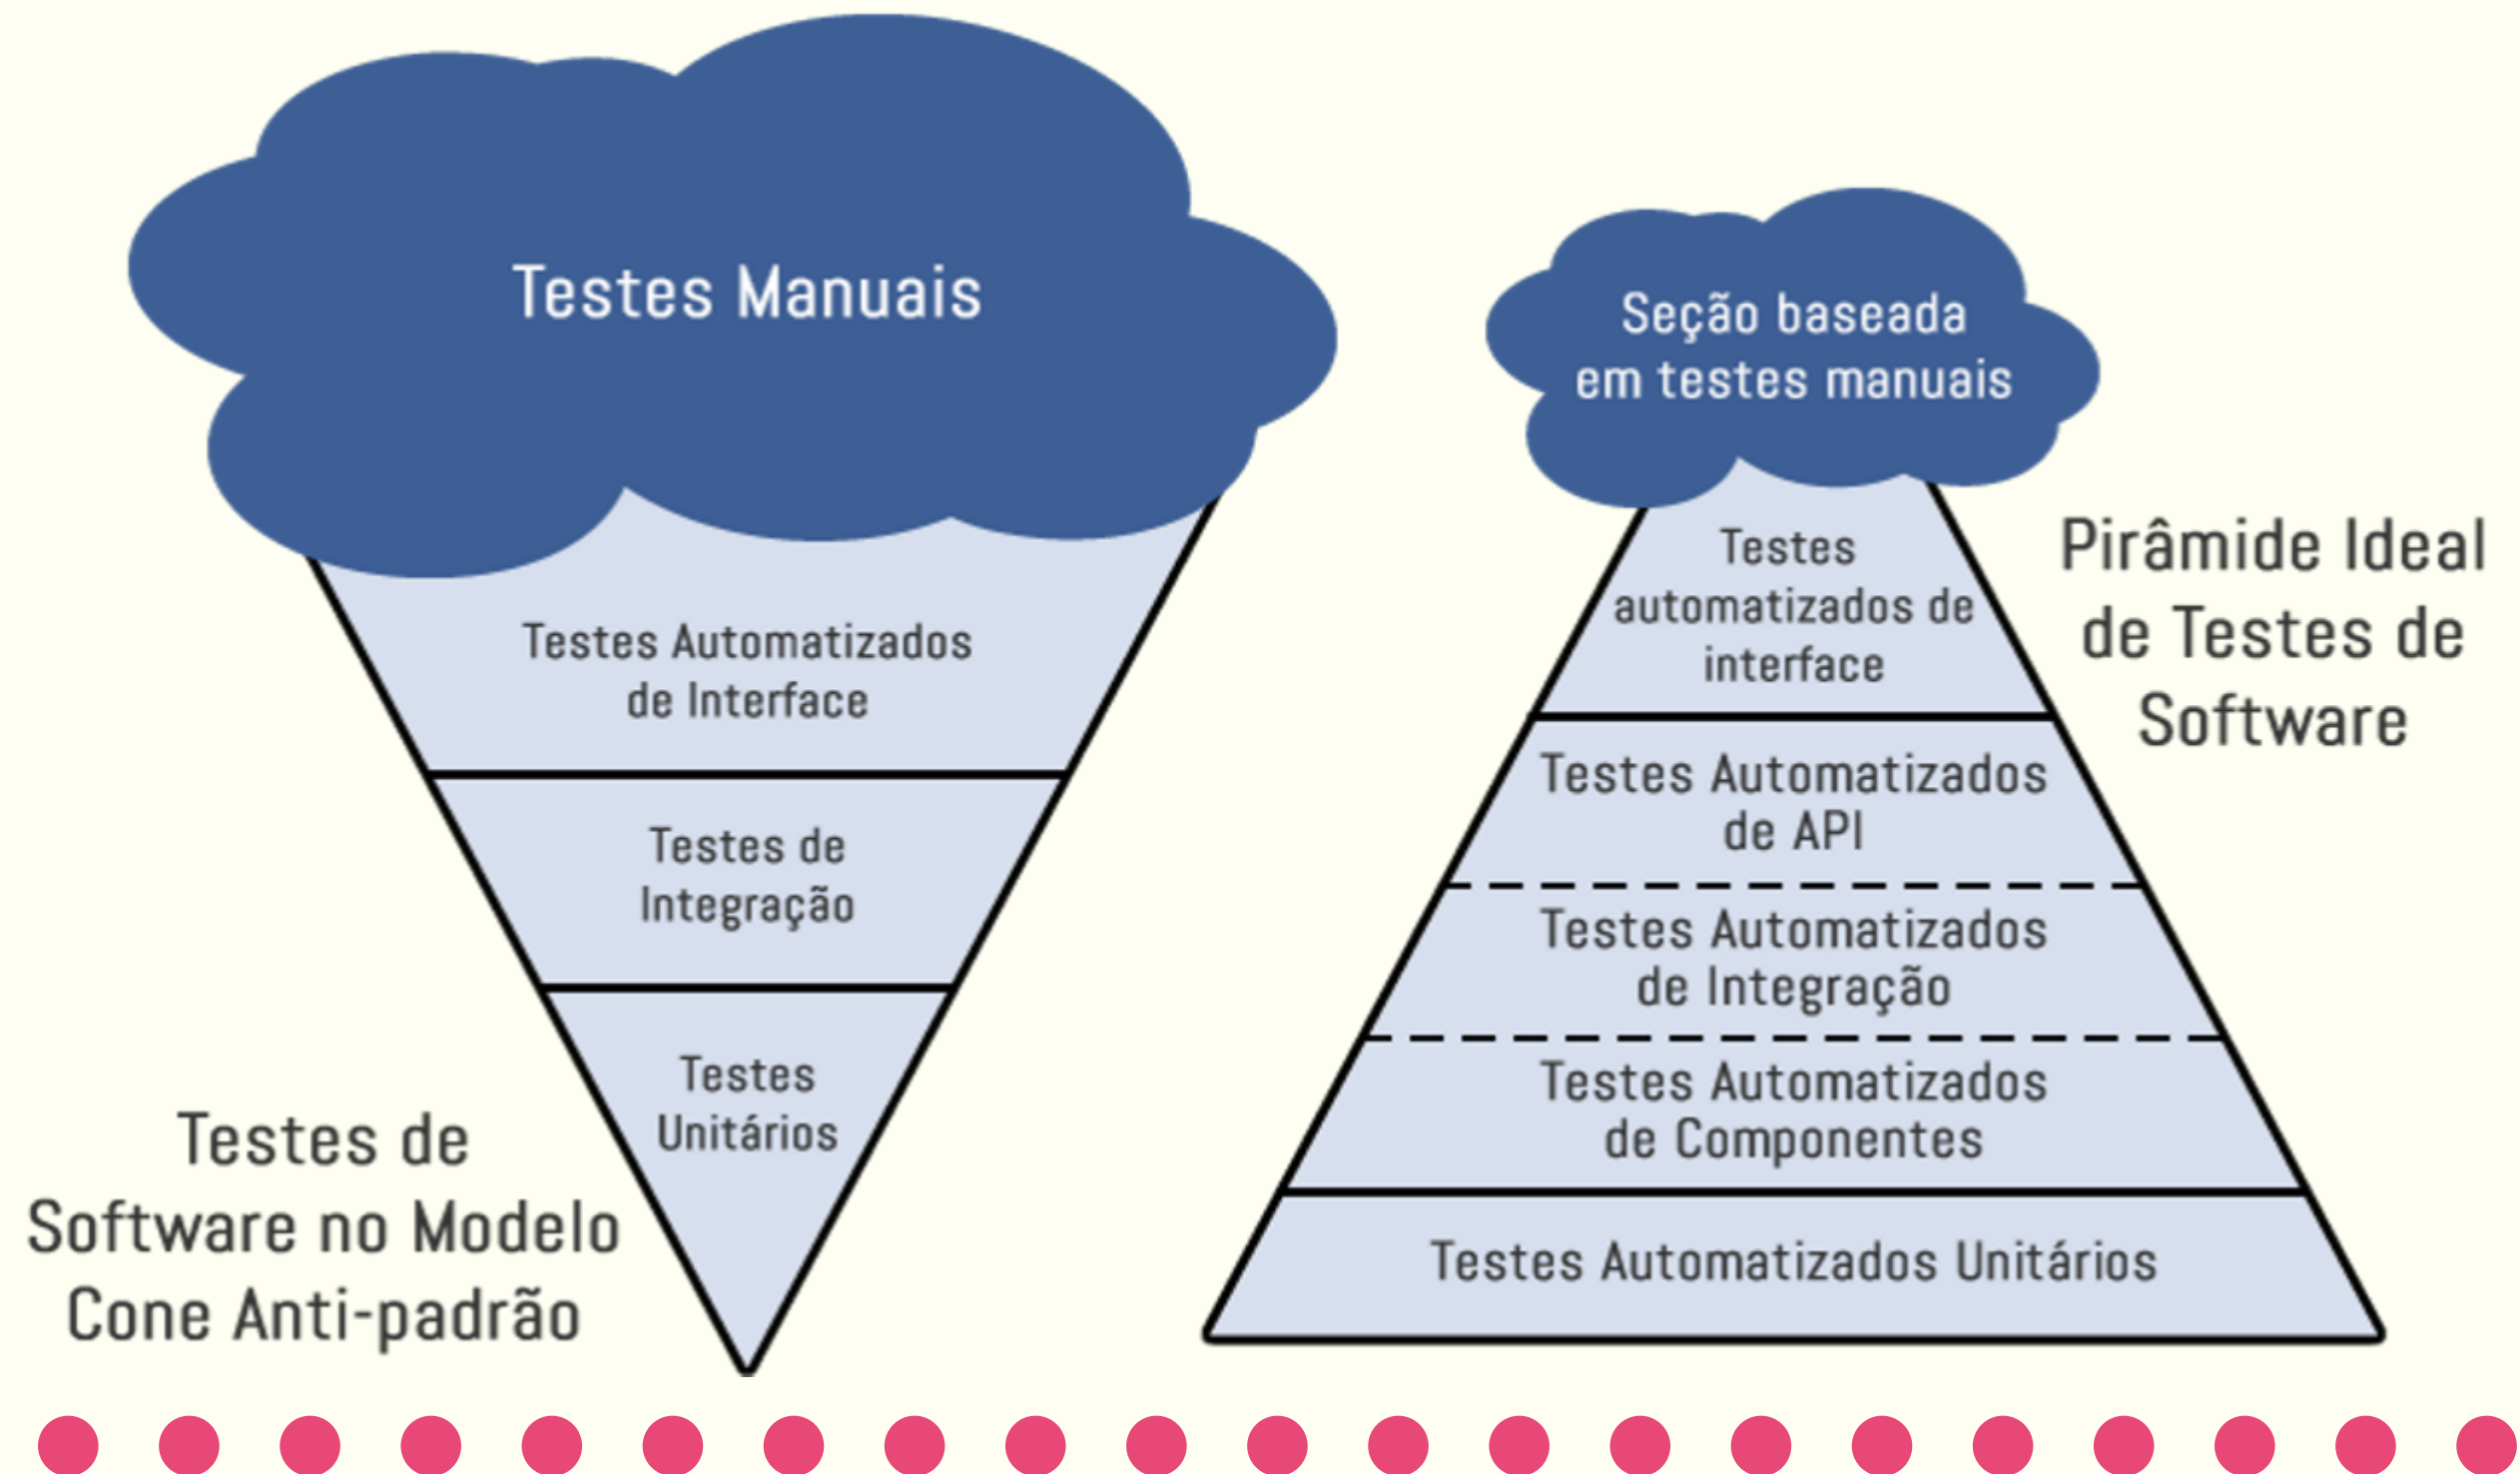 Testes Manuais
Testes Automatizados
de Interface
Testes de
Integração
Testes
Unitários
Testes de
Software no Modelo
Cone Anti-padrão
Seção baseada
em testes manuais
Testes
automatizados de
interface
Testes Automatizados
de API
Testes Automatizados
de Integração
Testes Automatizados
de Componentes
Testes Automatizados Unitários
Pirâmide Ideal
de Testes de
Software